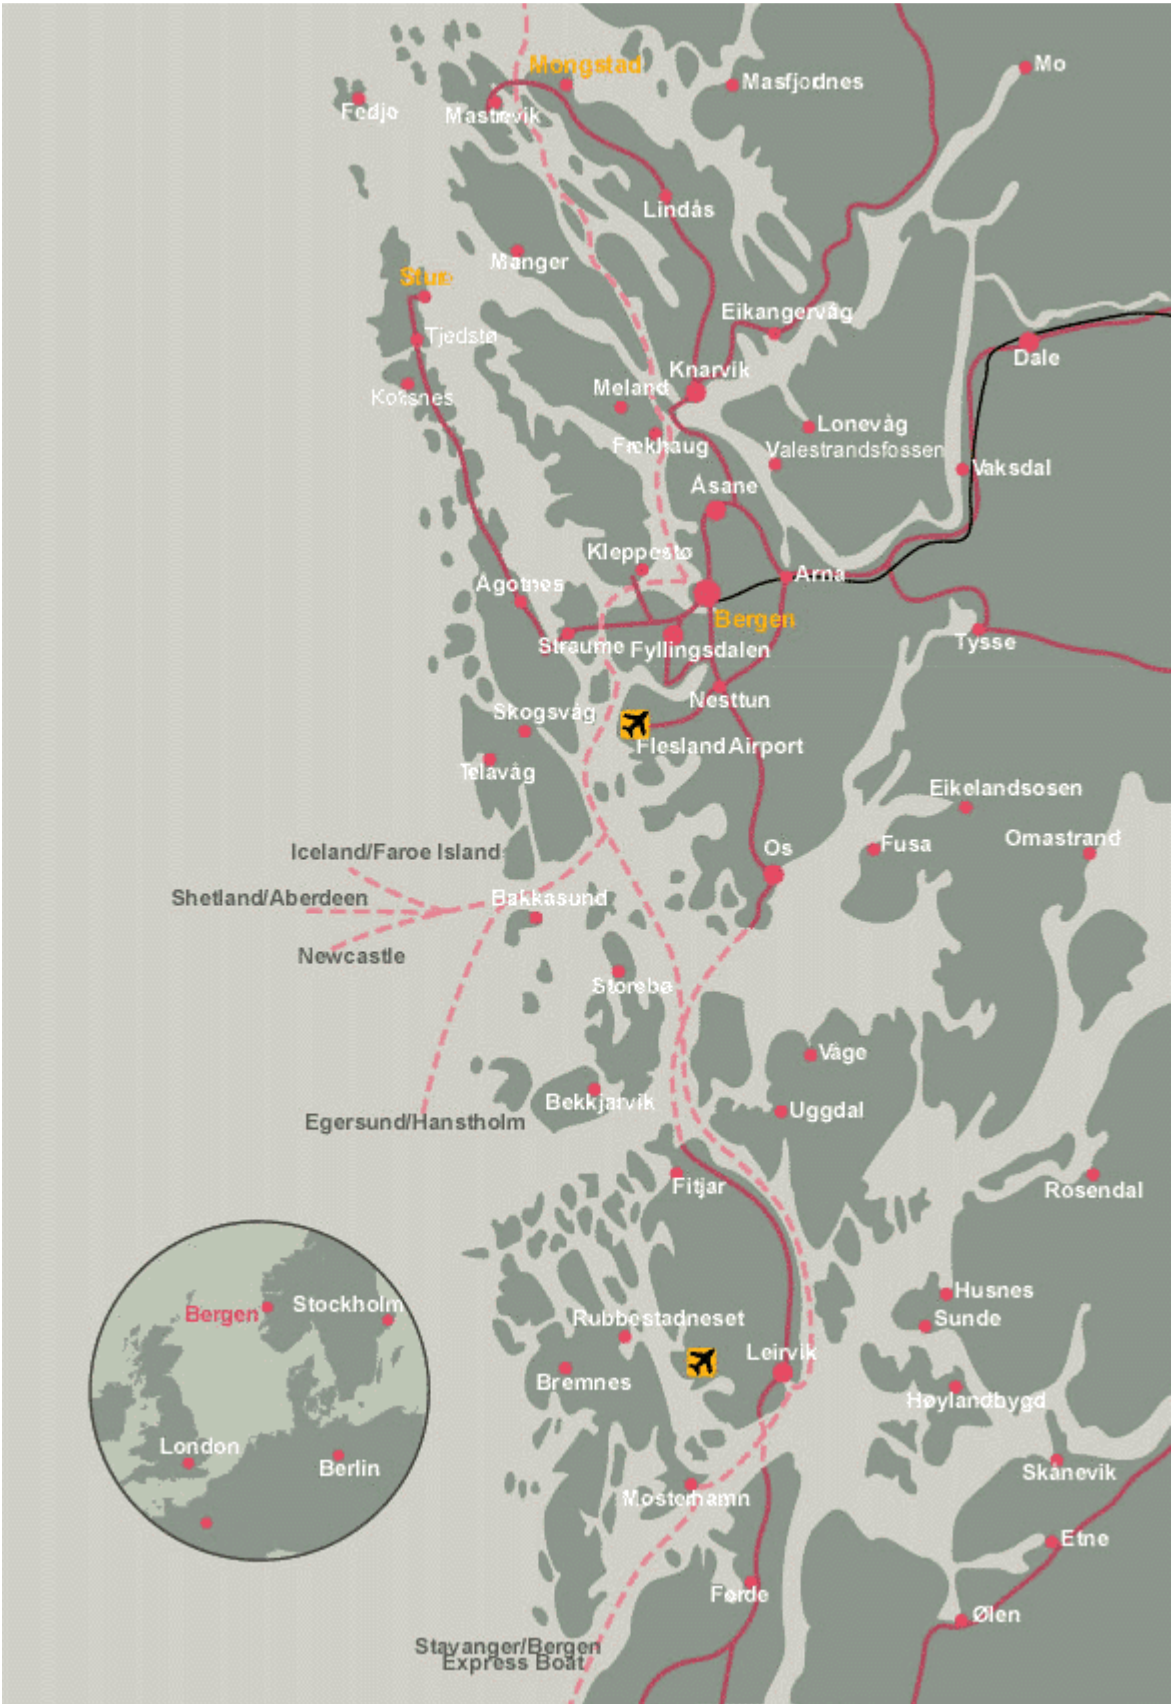 Mongstad
Mo
Masfjordnes
Fedje
Mastrevik
Lindås
Manger
Sture
Eikangervåg
Tjedstø
Dale
Knarvik
Meland
Kollsnes
Lonevåg
Frekhaug
Valestrandsfossen
Vaksdal
Åsane
Kleppestø
Arna
Ågotnes
Bergen
Straume
Fyllingsdalen
Tysse
Nesttun
Skogsvåg
Flesland Airport
Telavåg
Eikelandsosen
Omastrand
Os
Fusa
Iceland/Faroe Island
Shetland/Aberdeen
Bakkasund
Newcastle
Storebø
Våge
Bekkjarvik
Uggdal
Egersund/Hanstholm
Fitjar
Rosendal
Husnes
Bergen
Stockholm
Rubbestadneset
Sunde
Leirvik
Bremnes
Høylandbygd
London
Berlin
Skånevik
Mosterhamn
Etne
Førde
Ølen
Stavanger/Bergen
Express Boat